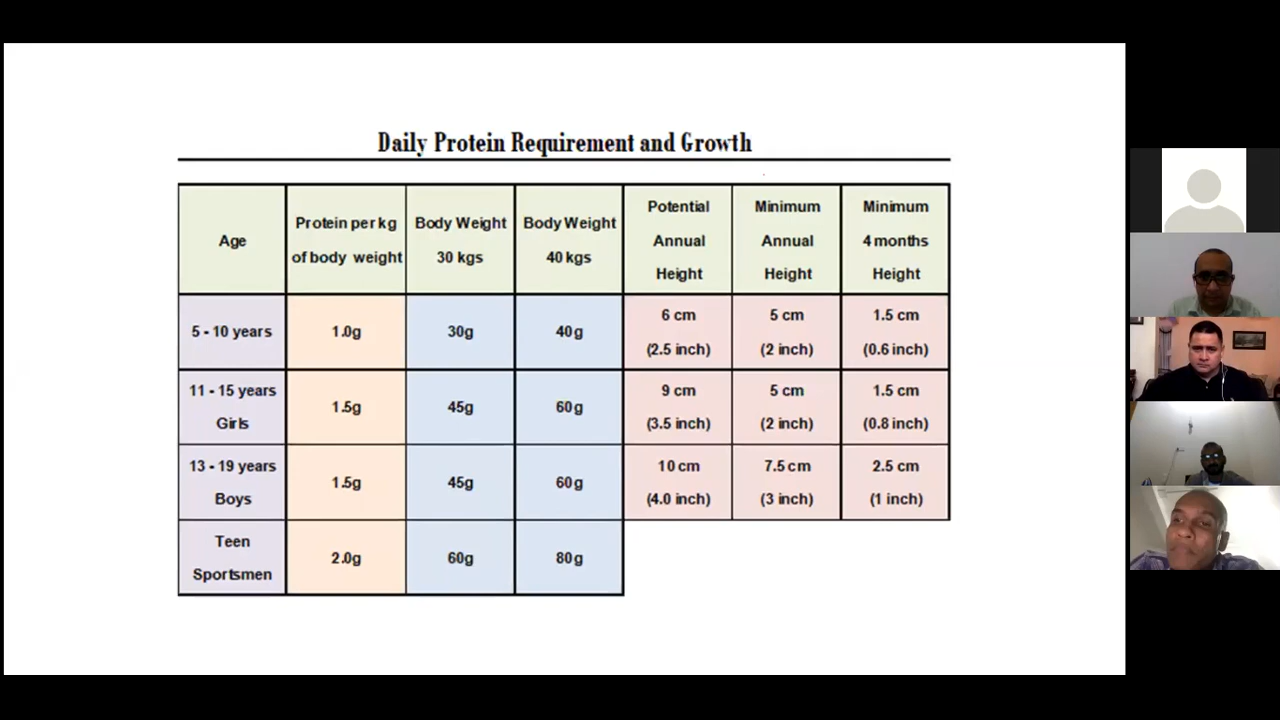 Daily Protein Requirement and Growth
Age
Protein per kg
of body weight
Body Weight
30 kgs
Body Weight
40 kgs
Potential
Annual
Height
Minimum
Annual
Height
Minimum
4 months
Height
5 - 10 years
1.0g
30g
40g
6 cm
(2.5 inch)
5 cm
(2 inch)
1.5 cm
(0.6 inch)
11 - 15 years
Girls
1.5g
45g
60g
9 cm
(3.5 inch)
5 cm
(2 inch)
1.5 cm
(0.8 inch)
13 - 19 years
Boys
1.5g
45g
60g
10 cm
(4.0 inch)
7.5 cm
(3 inch)
2.5 cm
(1 inch)
Teen
Sportsmen
2.0g
60g
80g